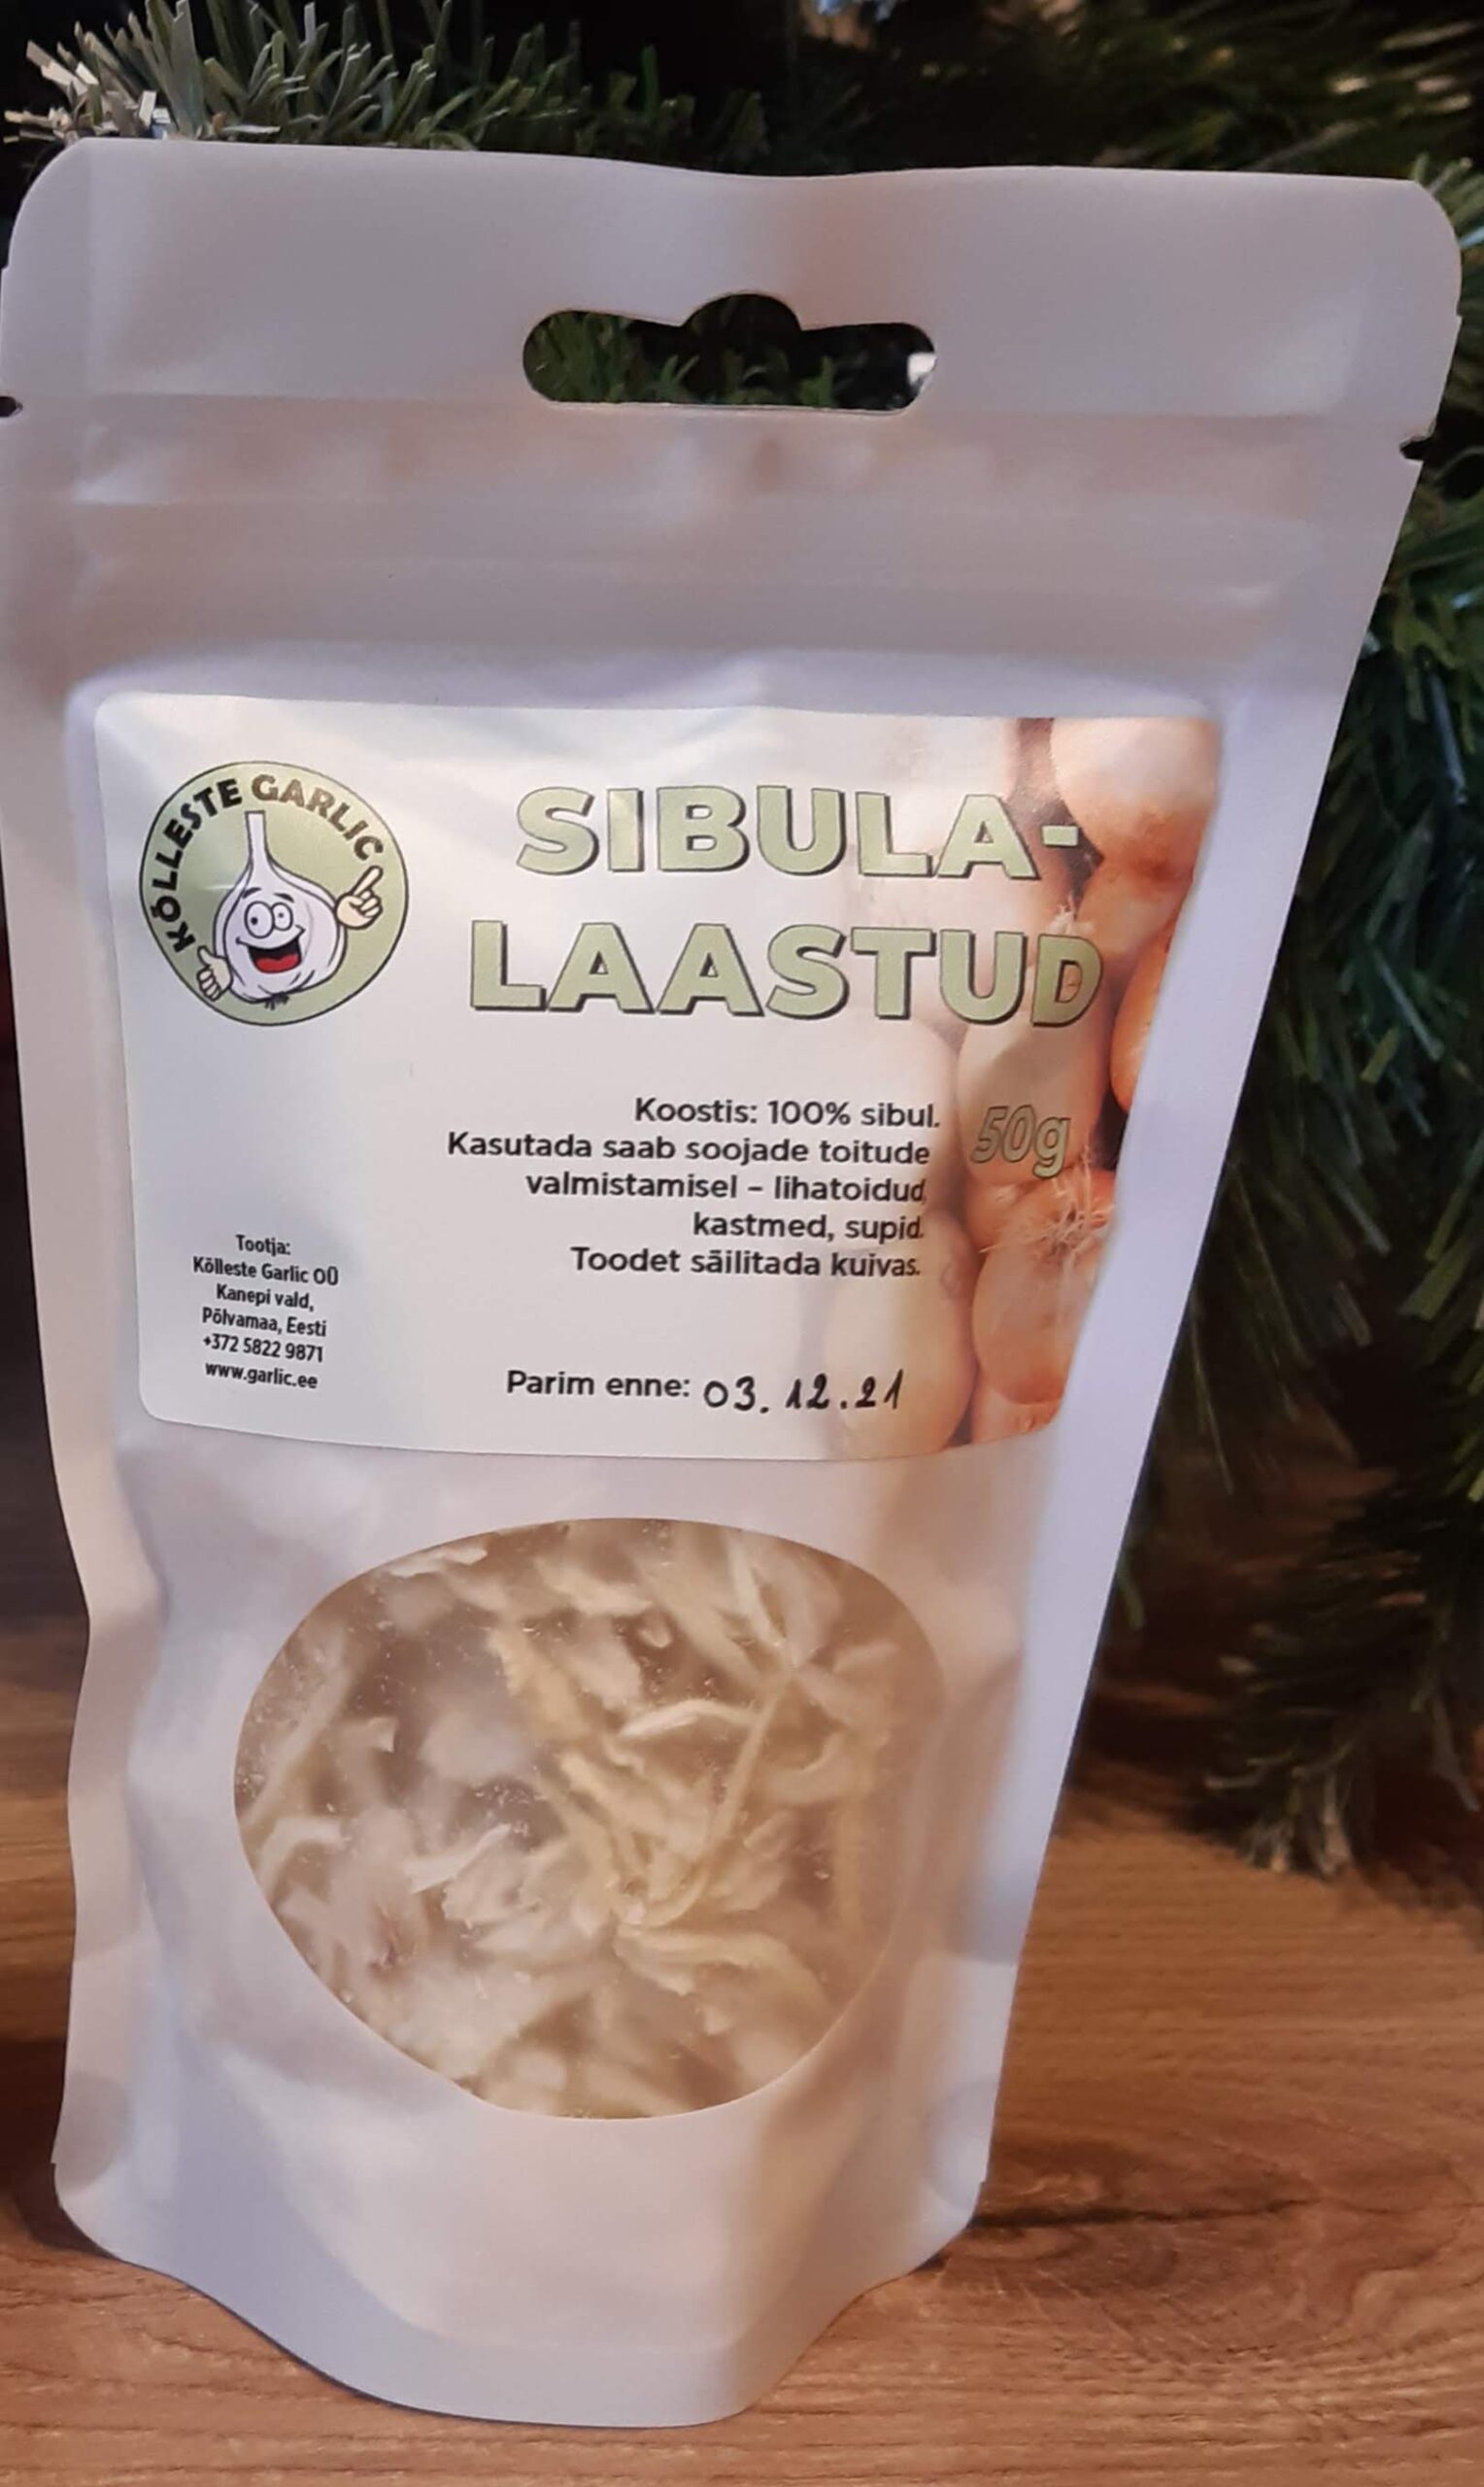 KÕLLESTE GARLIC
SIBULA-
LAASTUD
Koostis: 100% sibul.
50g
Kasutada saab soojade toitude
valmistamisel – lihatoidud,
kastmed, supid.
Toodet säilitada kuivas.
Tootja:
Kölleste Garlic OÜ
Kanepi vald,
Põlvamaa, Eesti
+372 5822 9871
www.garlic.ee
Parim enne: 03.12.21